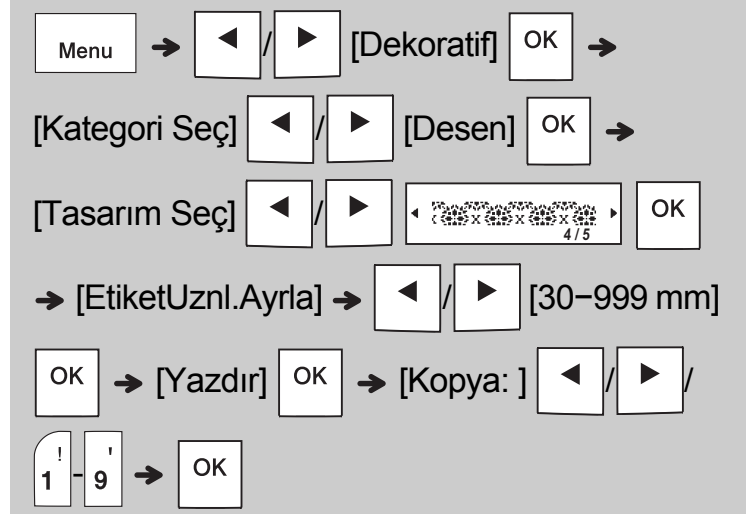 Menu ➔ ◄/► [Dekoratif] OK ➔
[Kategori Seç] ◄/► [Desen] OK ➔
[Tasarım Seç] ◄/► ◄ 4/5 ► OK
➔ [EtiketUznl.Ayrla] ➔ ◄/► [30−999 mm]
OK ➔ [Yazdır] OK ➔ [Kopya: ] ◄/►/
1 ! - 9 ' ➔ OK